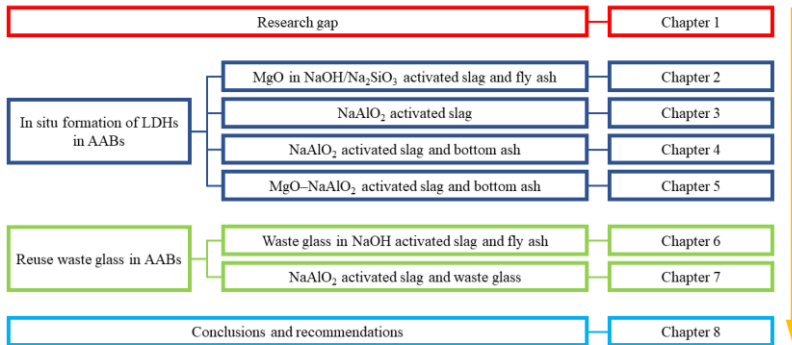 Research gap
Chapter 1
In situ formation of LDHs
in AABs
MgO in NaOH/Na₂SiO₃ activated slag and fly ash
Chapter 2
NaAlO₂ activated slag
Chapter 3
NaAlO₂ activated slag and bottom ash
Chapter 4
MgO–NaAlO₂ activated slag and bottom ash
Chapter 5
Reuse waste glass in AABs
Waste glass in NaOH activated slag and fly ash
Chapter 6
NaAlO₂ activated slag and waste glass
Chapter 7
Conclusions and recommendations
Chapter 8